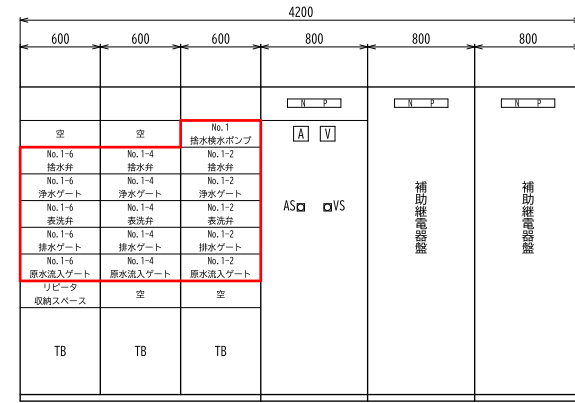 4200
600 600 600 800 800 800
N P N P N P
空 空 No.1
捨水検水ポンプ
A V
No.1-6 No.1-4 No.1-2
捨水弁 捨水弁 捨水弁
No.1-6 No.1-4 No.1-2
浄水ゲート 浄水ゲート 浄水ゲート
No.1-6 No.1-4 No.1-2
表洗弁 表洗弁 表洗弁
AS VS
No.1-6 No.1-4 No.1-2
排水ゲート 排水ゲート 排水ゲート
No.1-6 No.1-4 No.1-2
原水流入ゲート 原水流入ゲート 原水流入ゲート
リピータ
収納スペース 空 空
TB TB TB
補助継電器盤
補助継電器盤